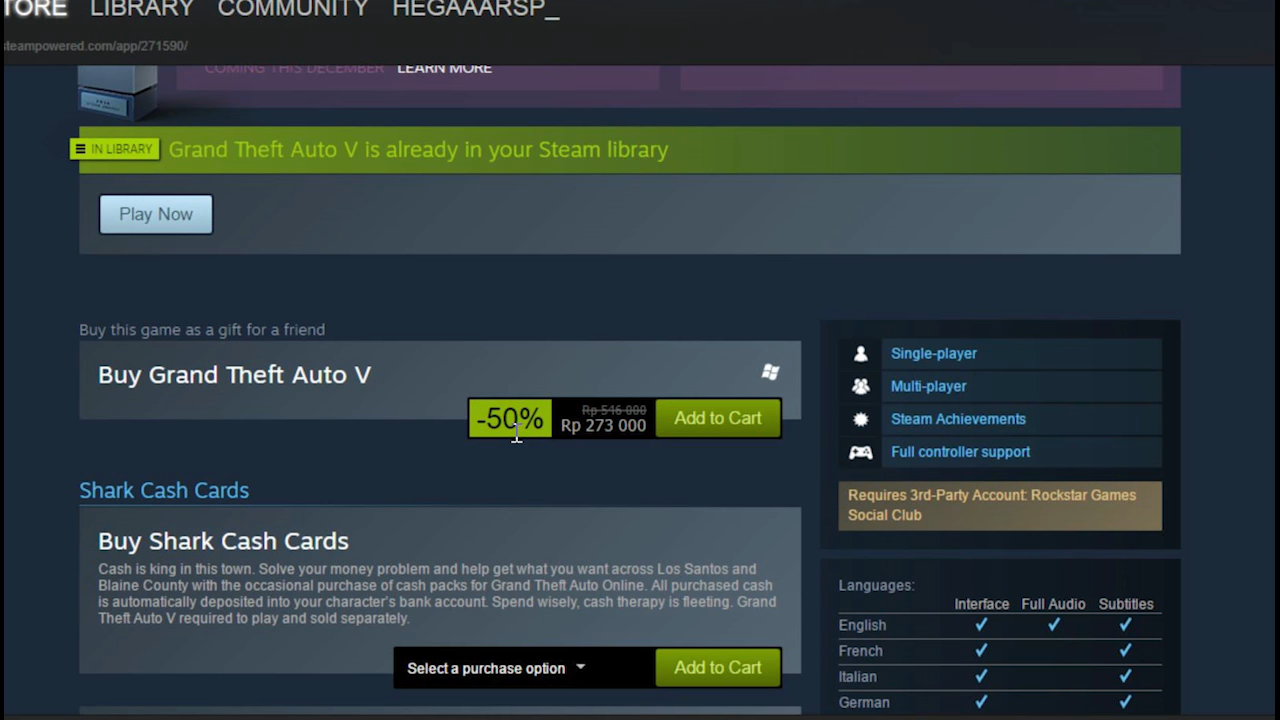 TORE LIBRARY COMMUNITY HEGAAARSP_
steampowered.com/app/271590/
COMING THIS DECEMBER LEARN MORE
IN LIBRARY Grand Theft Auto V is already in your Steam library
Play Now
Buy this game as a gift for a friend
Buy Grand Theft Auto V
-50% Rp 546 000 Rp 273 000 Add to Cart
Single-player
Multi-player
Steam Achievements
Full controller support
Requires 3rd-Party Account: Rockstar Games
Social Club
Shark Cash Cards
Buy Shark Cash Cards
Cash is king in this town. Solve your money problem and help get what you want across Los Santos and
Blaine County with the occasional purchase of cash packs for Grand Theft Auto Online. All purchased cash
is automatically deposited into your character's bank account. Spend wisely, cash therapy is fleeting. Grand
Theft Auto V required to play and sold separately.
Select a purchase option Add to Cart
Languages:
Interface Full Audio Subtitles
English
French
Italian
German